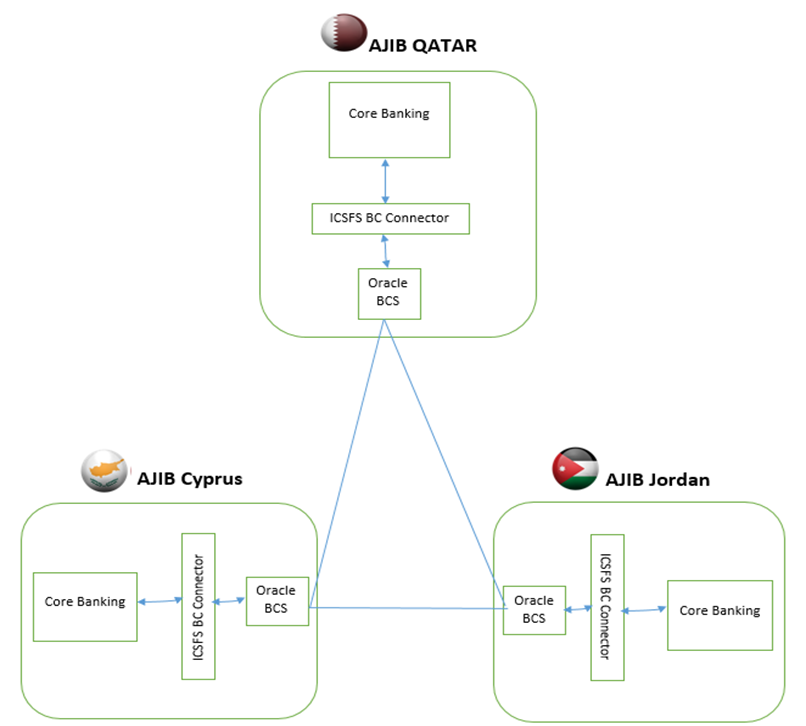 AJIB QATAR
Core Banking
ICSFS BC Connector
Oracle
BCS
AJIB Cyprus
Core Banking
ICSFS BC Connector
Oracle
BCS
AJIB Jordan
Oracle
BCS
ICSFS BC Connector
Core Banking